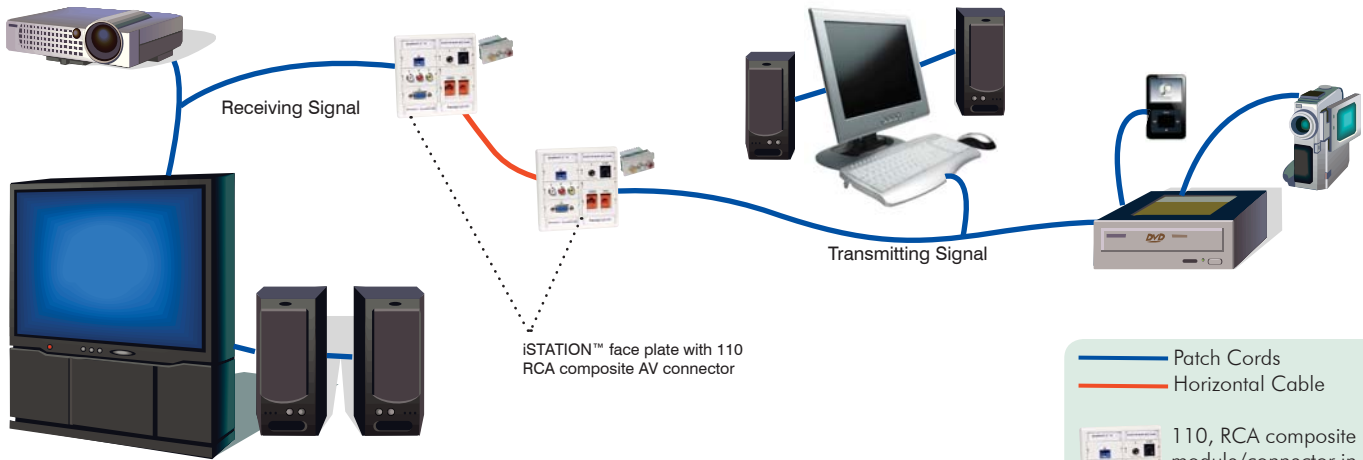 Receiving Signal
Transmitting Signal
DVD
iSTATION™ face plate with 110
RCA composite AV connector
Patch Cords
Horizontal Cable
110, RCA composite